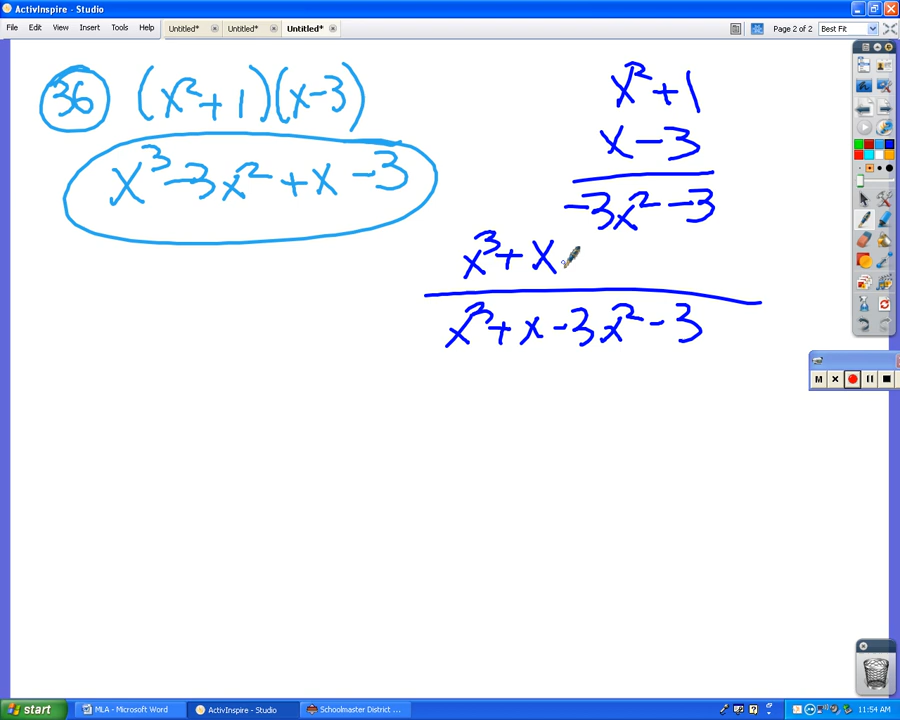 ActivInspire - Studio
File Edit View Insert Tools Help
Untitled* Untitled* Untitled*
Page 2 of 2 Best Fit
36 (x²+1)(x-3)
x³-3x²+x-3
x²+1
x-3
-3x²-3
x³+x
x³+x-3x²-3
M
start MLA - Microsoft Word ActivInspire - Studio Schoolmaster District ... 11:54 AM